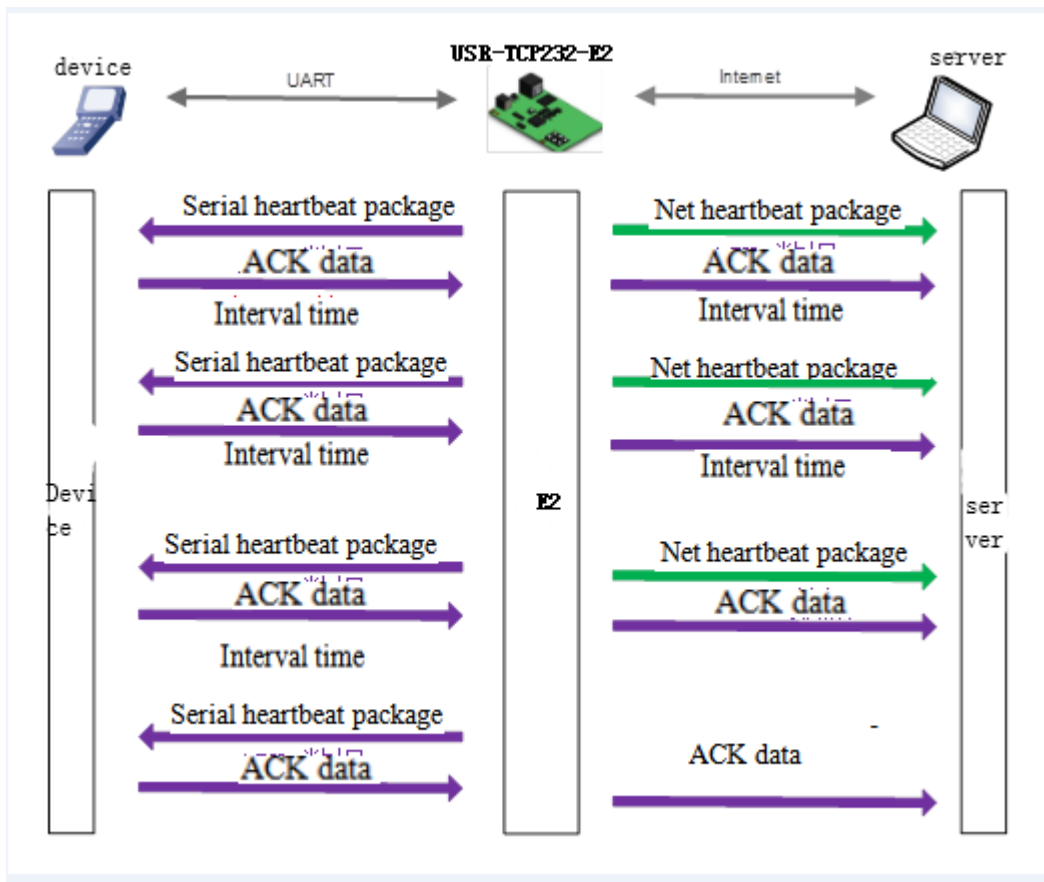 USR-TCP232-E2
device
UART
Internet
server
Serial heartbeat package
Net heartbeat package
ACK data
ACK data
Interval time
Interval time
Serial heartbeat package
Net heartbeat package
ACK data
ACK data
Interval time
Interval time
Devi
ce
E2
ser
ver
Serial heartbeat package
Net heartbeat package
ACK data
ACK data
Interval time
Serial heartbeat package
ACK data
ACK data